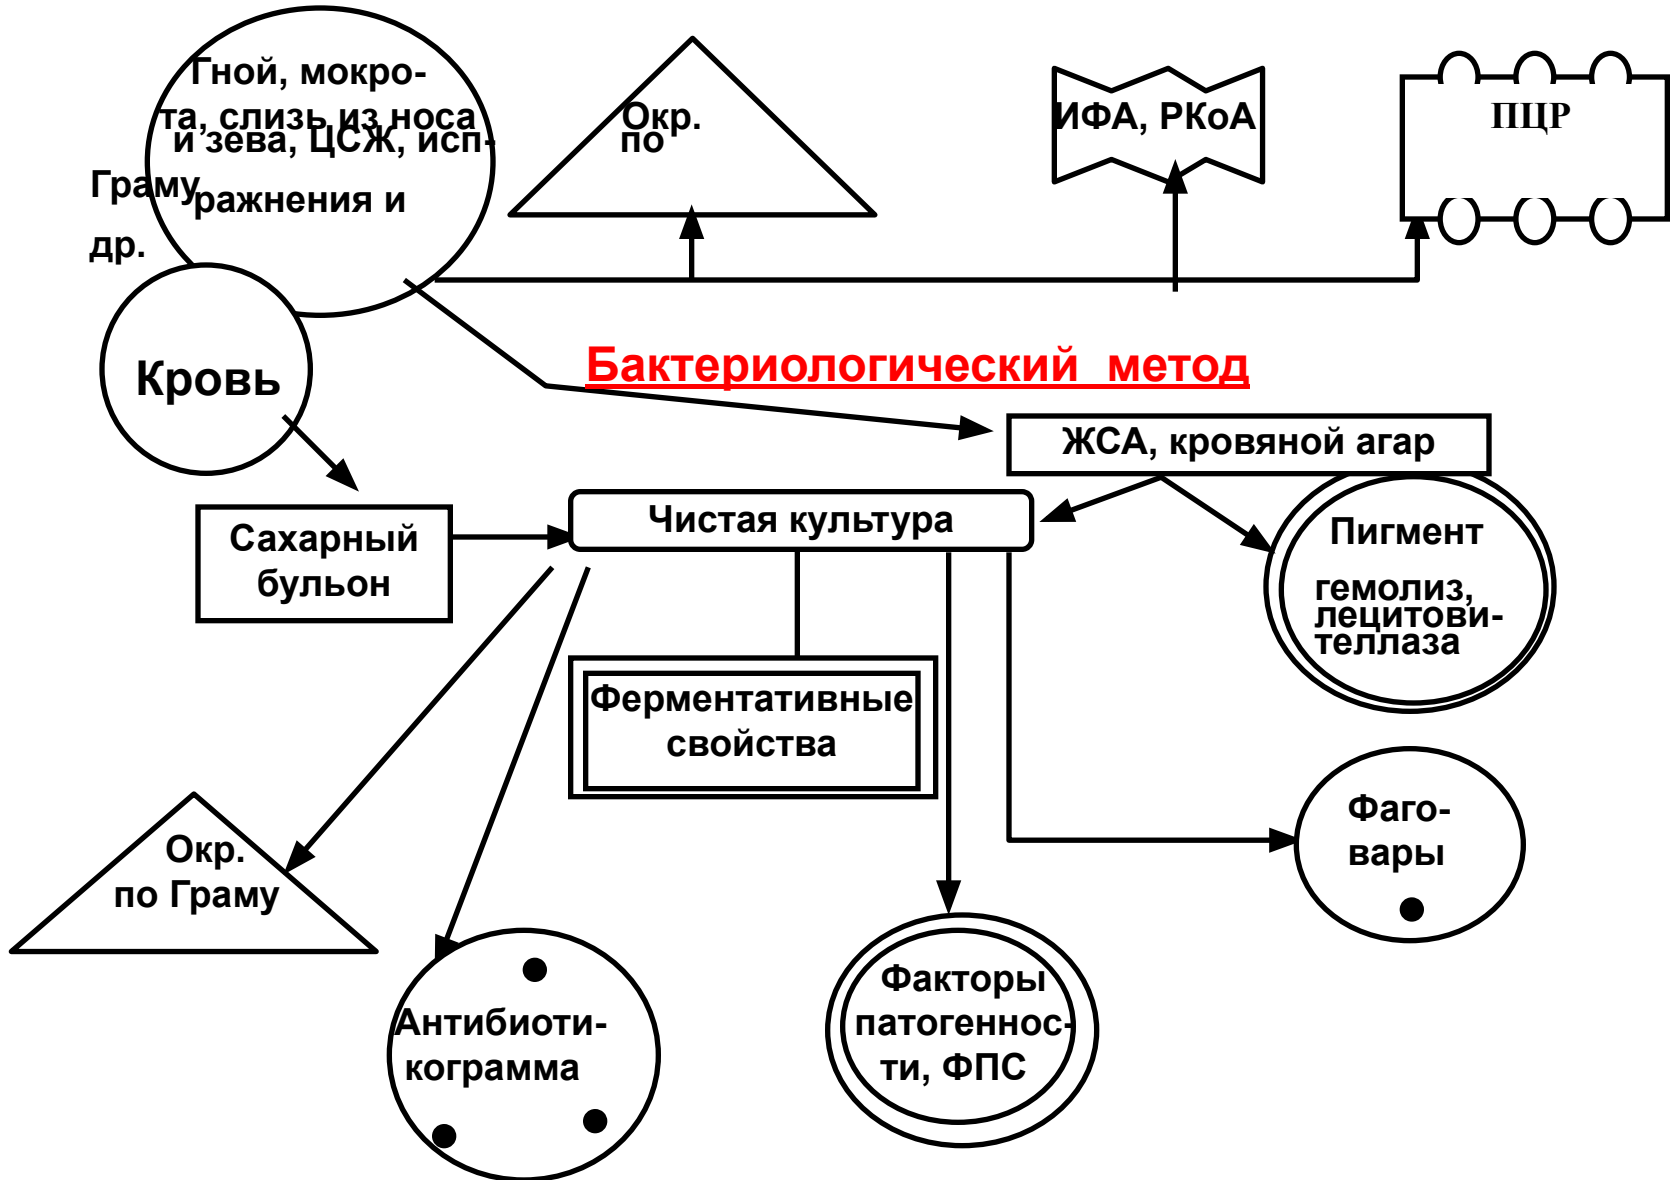 Гной, мокро-
та, слизь из носа
и зева, ЦСЖ, исп-
ражнения и
др.
Окр.
по
Граму
ИФА, РКоА
ПЦР
Кровь
Бактериологический метод
ЖСА, кровяной агар
Сахарный
бульон
Чистая культура
Пигмент
гемолиз,
лецитови-
теллаза
Ферментативные
свойства
Фаго-
вары
Окр.
по Граму
Антибиоти-
кограмма
Факторы
патогеннос-
ти, ФПС